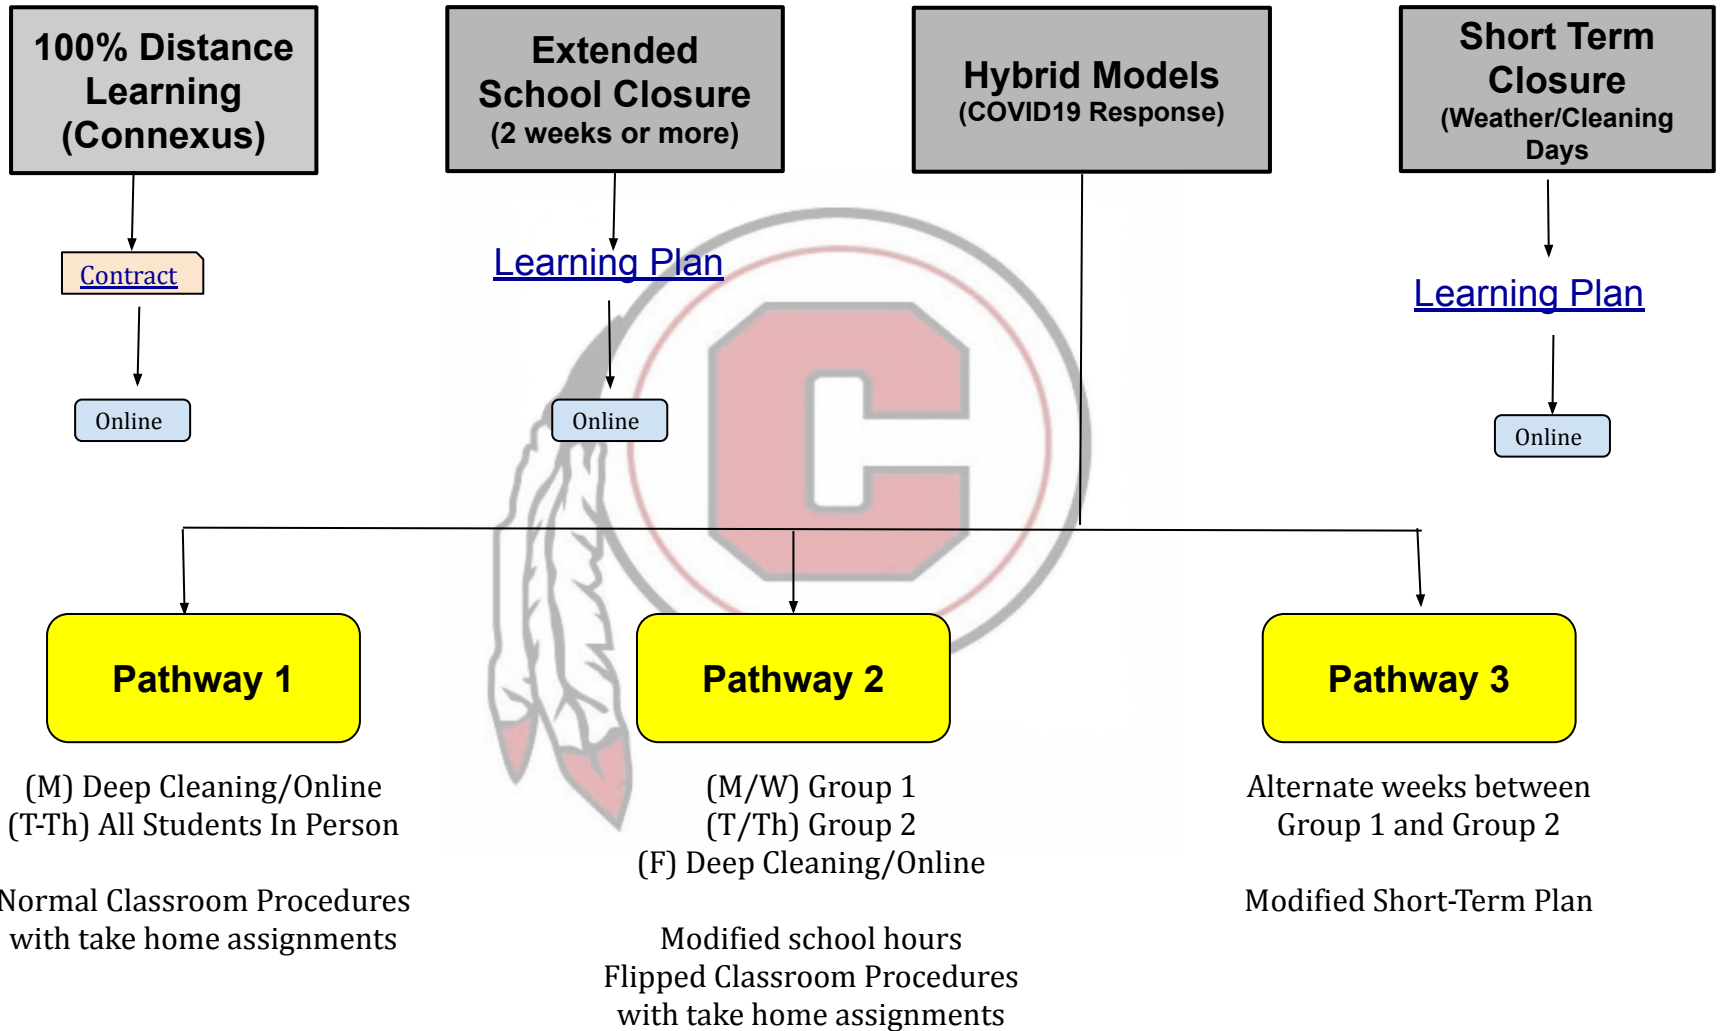 100% Distance
Learning
(Connexus)
Extended
School Closure
(2 weeks or more)
Hybrid Models
(COVID19 Response)
Short Term
Closure
(Weather/Cleaning
Days
Contract
Learning Plan
Learning Plan
Online
Online
Online
C
Pathway 1
Pathway 2
Pathway 3
(M) Deep Cleaning/Online
(T-Th) All Students In Person
Normal Classroom Procedures
with take home assignments
(M/W) Group 1
(T/Th) Group 2
(F) Deep Cleaning/Online
Modified school hours
Flipped Classroom Procedures
with take home assignments
Alternate weeks between
Group 1 and Group 2
Modified Short-Term Plan